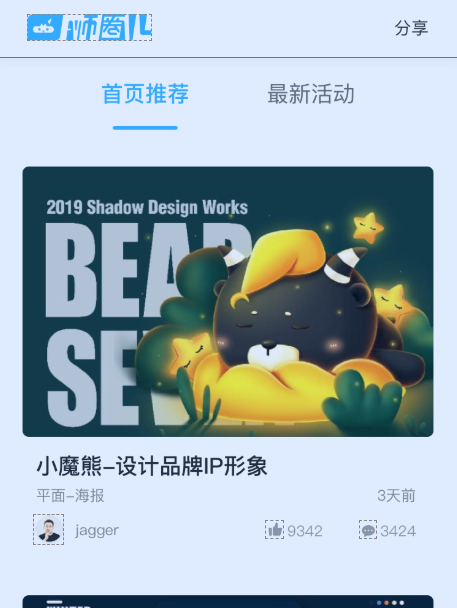 师圈儿
分享
首页推荐
最新活动
2019 Shadow Design Works
BEA
SE
小魔熊-设计品牌IP形象
平面-海报
3天前
jagger
9342
3424